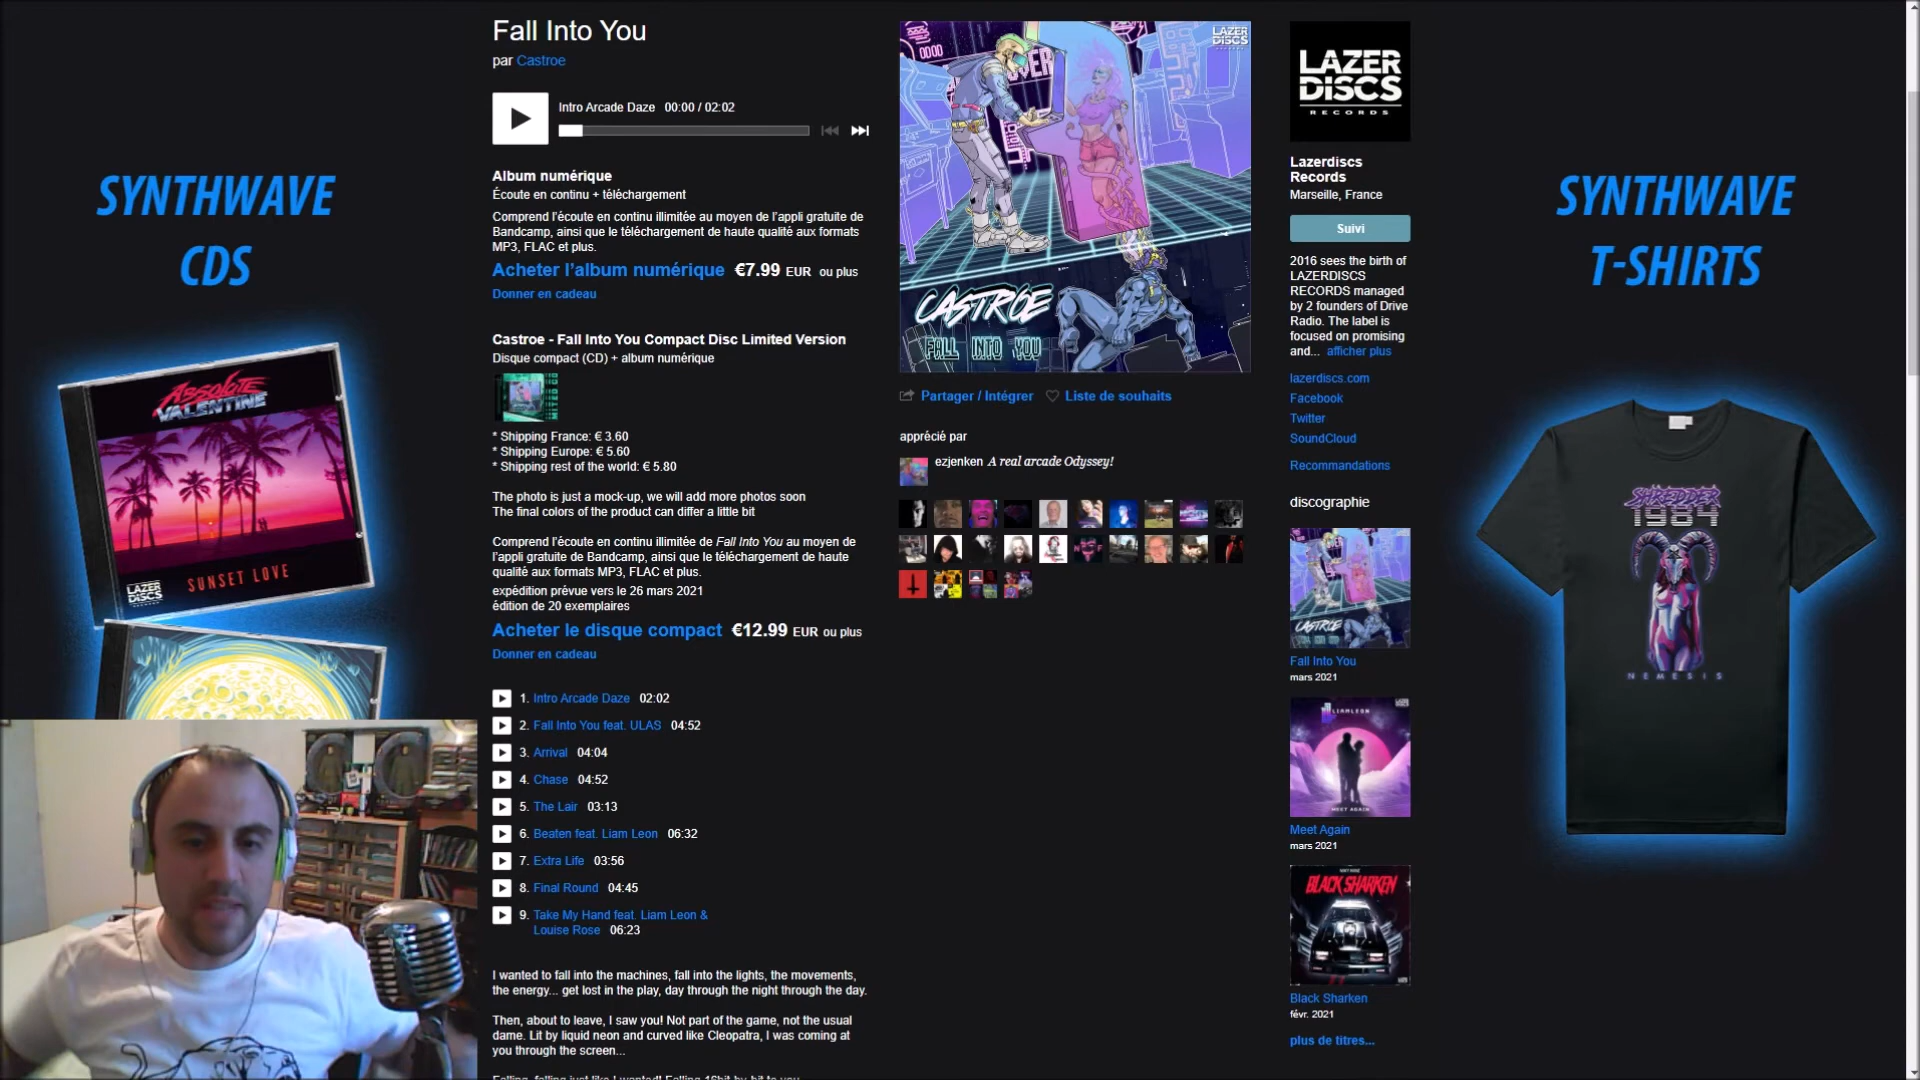 SYNTHWAVE
CDS
ABSOLUTE
VALENTINE
LAZER
DISCS
SUNSET LOVE
Fall Into You
par Castroe
Intro Arcade Daze 00:00 / 02:02
Album numérique
Écoute en continu + téléchargement
Comprend l’écoute en continu illimitée au moyen de l’appli gratuite de
Bandcamp, ainsi que le téléchargement de haute qualité aux formats
MP3, FLAC et plus.
Acheter l’album numérique €7.99 EUR ou plus
Donner en cadeau
Castroe - Fall Into You Compact Disc Limited Version
Disque compact (CD) + album numérique
* Shipping France: € 3.60
* Shipping Europe: € 5.60
* Shipping rest of the world: € 5.80
The photo is just a mock-up, we will add more photos soon
The final colors of the product can differ a little bit
Comprend l’écoute en continu illimitée de Fall Into You au moyen de
l’appli gratuite de Bandcamp, ainsi que le téléchargement de haute
qualité aux formats MP3, FLAC et plus.
expédition prévue vers le 26 mars 2021
édition de 20 exemplaires
Acheter le disque compact €12.99 EUR ou plus
Donner en cadeau
1. Intro Arcade Daze 02:02
2. Fall Into You feat. ULAS 04:52
3. Arrival 04:04
4. Chase 04:52
5. The Lair 03:13
6. Beaten feat. Liam Leon 06:32
7. Extra Life 03:56
8. Final Round 04:45
9. Take My Hand feat. Liam Leon &
Louise Rose 06:23
I wanted to fall into the machines, fall into the lights, the movements,
the energy... get lost in the play, day through the night through the day.
Then, about to leave, I saw you! Not part of the game, not the usual
dame. Lit by liquid neon and curved like Cleopatra, I was coming at
you through the screen...
Falling, falling just like I wanted! Falling 16bit by bit to you
LAZER
DISCS
00:00
OVER
CASTROE
FALL INTO YOU
Partager / Intégrer Liste de souhaits
apprécié par
ezjenken A real arcade Odyssey!
LAZER
DISCS
RECORDS
Lazerdiscs
Records
Marseille, France
Suivi
2016 sees the birth of
LAZERDISCS
RECORDS managed
by 2 founders of Drive
Radio. The label is
focused on promising
and... afficher plus
lazerdiscs.com
Facebook
Twitter
SoundCloud
Recommandations
discographie
CASTROE
Fall Into You
mars 2021
LIAMLEON
MEET AGAIN
Meet Again
mars 2021
BLACK SHARKEN
Black Sharken
févr. 2021
plus de titres...
SYNTHWAVE
T-SHIRTS
SHREDDER
1984
NEMESIS